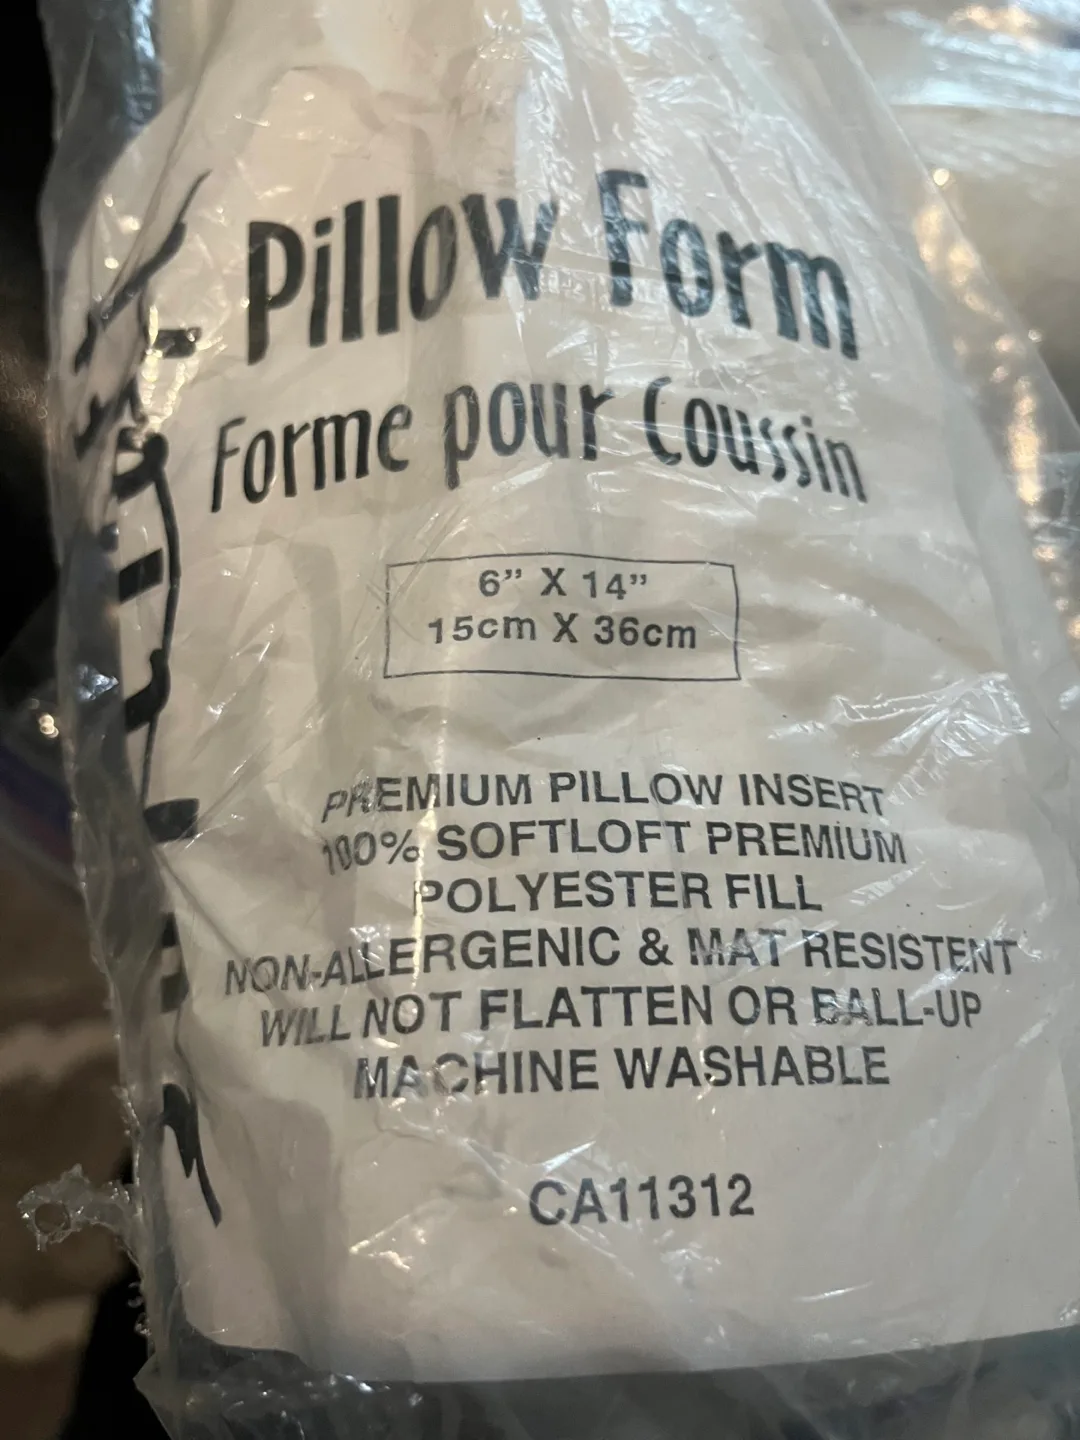 Pillow Form
Forme pour Coussin
6” X 14”
15cm X 36cm
PREMIUM PILLOW INSERT
100% SOFTLOFT PREMIUM
POLYESTER FILL
NON-ALLERGENIC & MAT RESISTENT
WILL NOT FLATTEN OR BALL-UP
MACHINE WASHABLE
CA11312